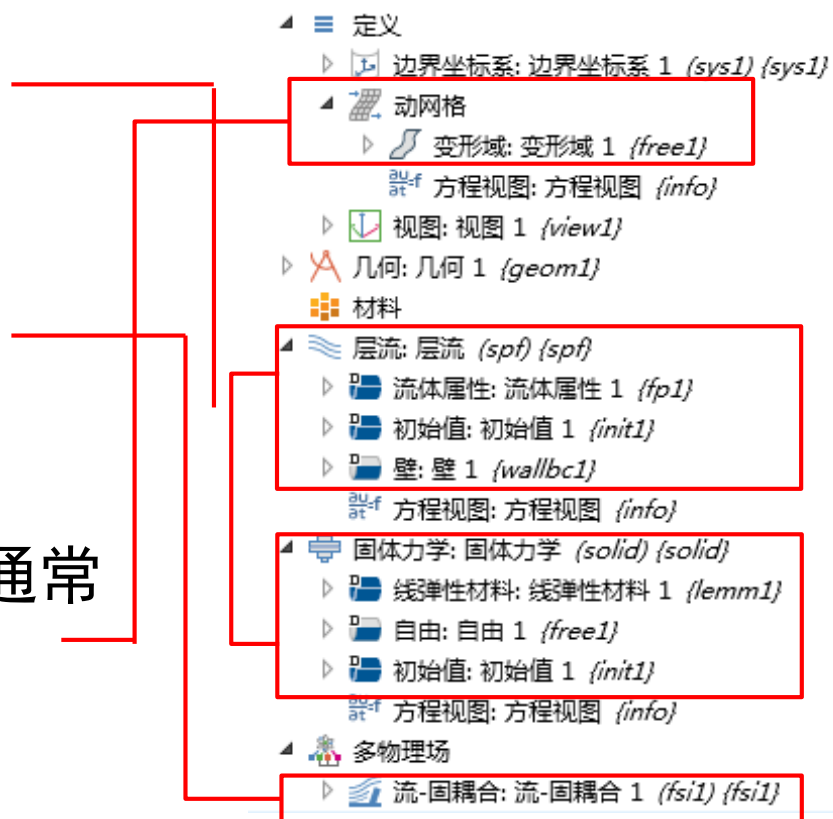 定义
边界坐标系: 边界坐标系 1 (sys1) {sys1}
动网格
变形域: 变形域 1 {free1}
方程视图: 方程视图 {info}
视图: 视图 1 {view1}
几何: 几何 1 {geom1}
材料
层流: 层流 (spf) {spf}
流体属性: 流体属性 1 {fp1}
初始值: 初始值 1 {init1}
壁: 壁 1 {wallbc1}
方程视图: 方程视图 {info}
通常
固体力学: 固体力学 (solid) {solid}
线弹性材料: 线弹性材料 1 {lemm1}
自由: 自由 1 {free1}
初始值: 初始值 1 {init1}
方程视图: 方程视图 {info}
多物理场
流-固耦合: 流-固耦合 1 (fsi1) {fsi1}